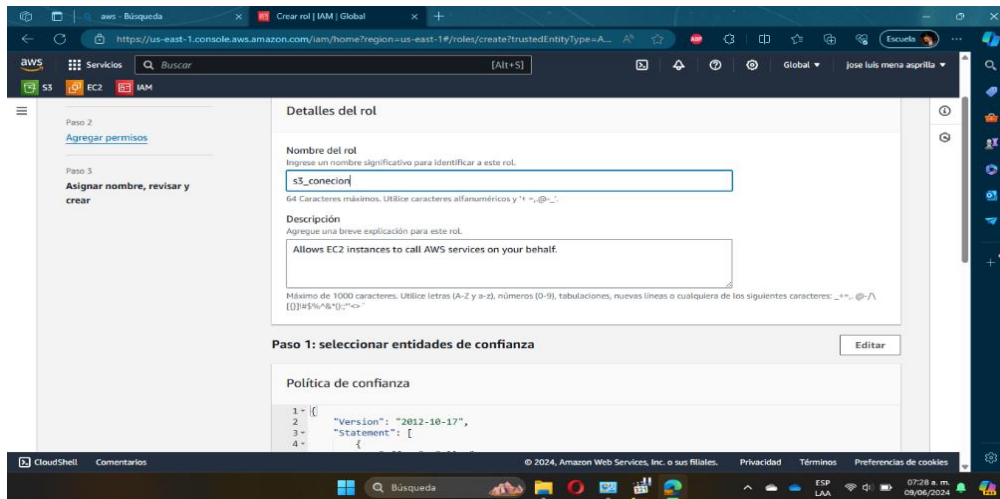 aws - Búsqueda
Crear rol | IAM | Global
https://us-east-1.console.aws.amazon.com/iam/home?region=us-east-1#/roles/create?trustedEntityType=A...
Escuela
aws
Servicios
Buscar
[Alt+S]
Global
jose luis mena asprilla
S3
EC2
IAM
Paso 2
Agregar permisos
Paso 3
Asignar nombre, revisar y
crear
Detalles del rol
Nombre del rol
Ingrese un nombre significativo para identificar a este rol.
s3_conecion
64 Caracteres máximos. Utilice caracteres alfanuméricos y '+=,.@-_'.
Descripción
Agregue una breve explicación para este rol.
Allows EC2 instances to call AWS services on your behalf.
Máximo de 1000 caracteres. Utilice letras (A-Z y a-z), números (0-9), tabulaciones, nuevas líneas o cualquiera de los siguientes caracteres:
Paso 1: seleccionar entidades de confianza
Editar
Política de confianza
1 {
2 "Version": "2012-10-17",
3 "Statement": [
4 {
CloudShell
Comentarios
© 2024, Amazon Web Services, Inc. o sus filiales.
Privacidad
Términos
Preferencias de cookies
Búsqueda
ESP
LAA
07:28 a. m.
09/06/2024